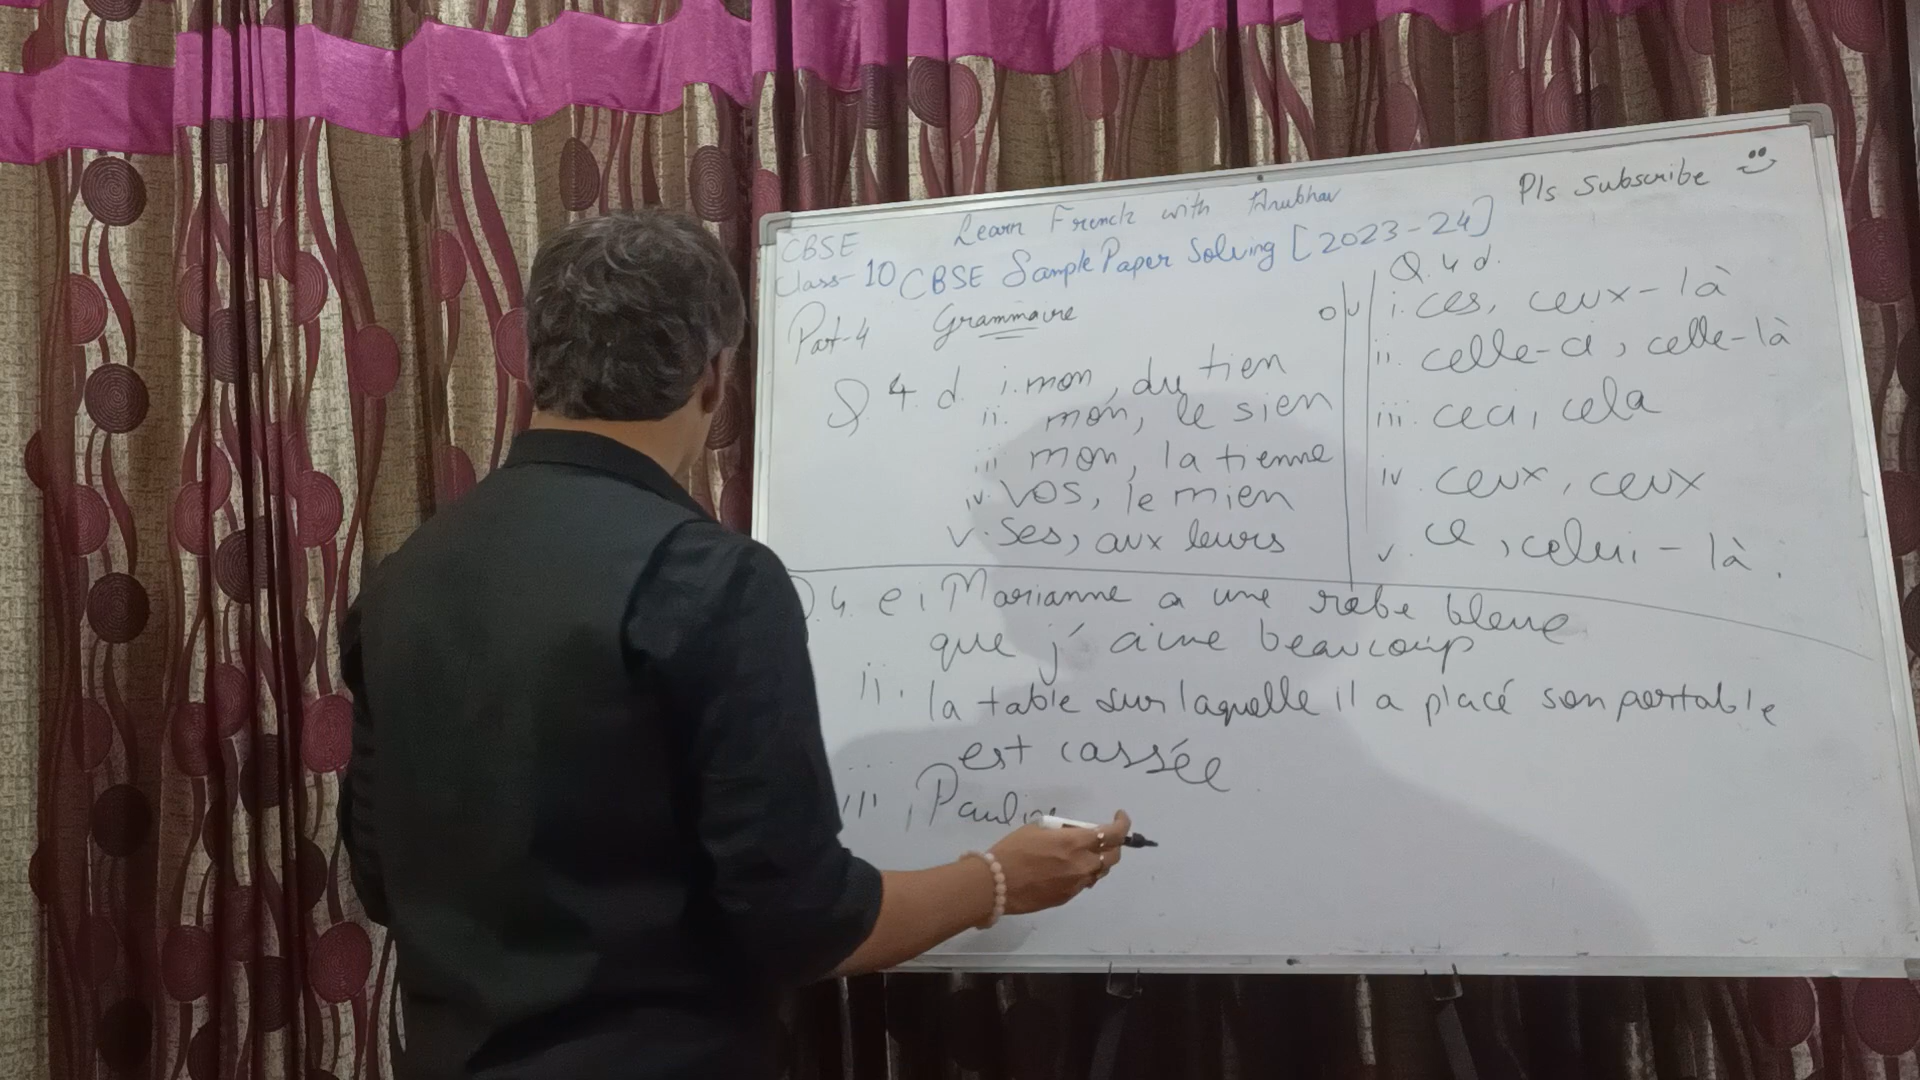 Learn French with Anubhav
Pls Subscribe
CBSE
Class-10 CBSE Sample Paper Solving [2023-24]
Part-4 Grammaire
Q. 4. d. i. mon, du tien
ii. mon, le sien
iii mon, la tienne
iv. vos, le mien
v. Ses, aux leurs
ou
Q. 4 d.
i. ces, ceux-là
ii. celle-ci, celle-là
iii. ceci, cela
iv. ceux, ceux
v. ce, celui-là.
Q. 4. e i Marianne a une robe bleue
que j'aime beaucoup
ii. la table sur laquelle il a placé son portable
est cassée
iii,